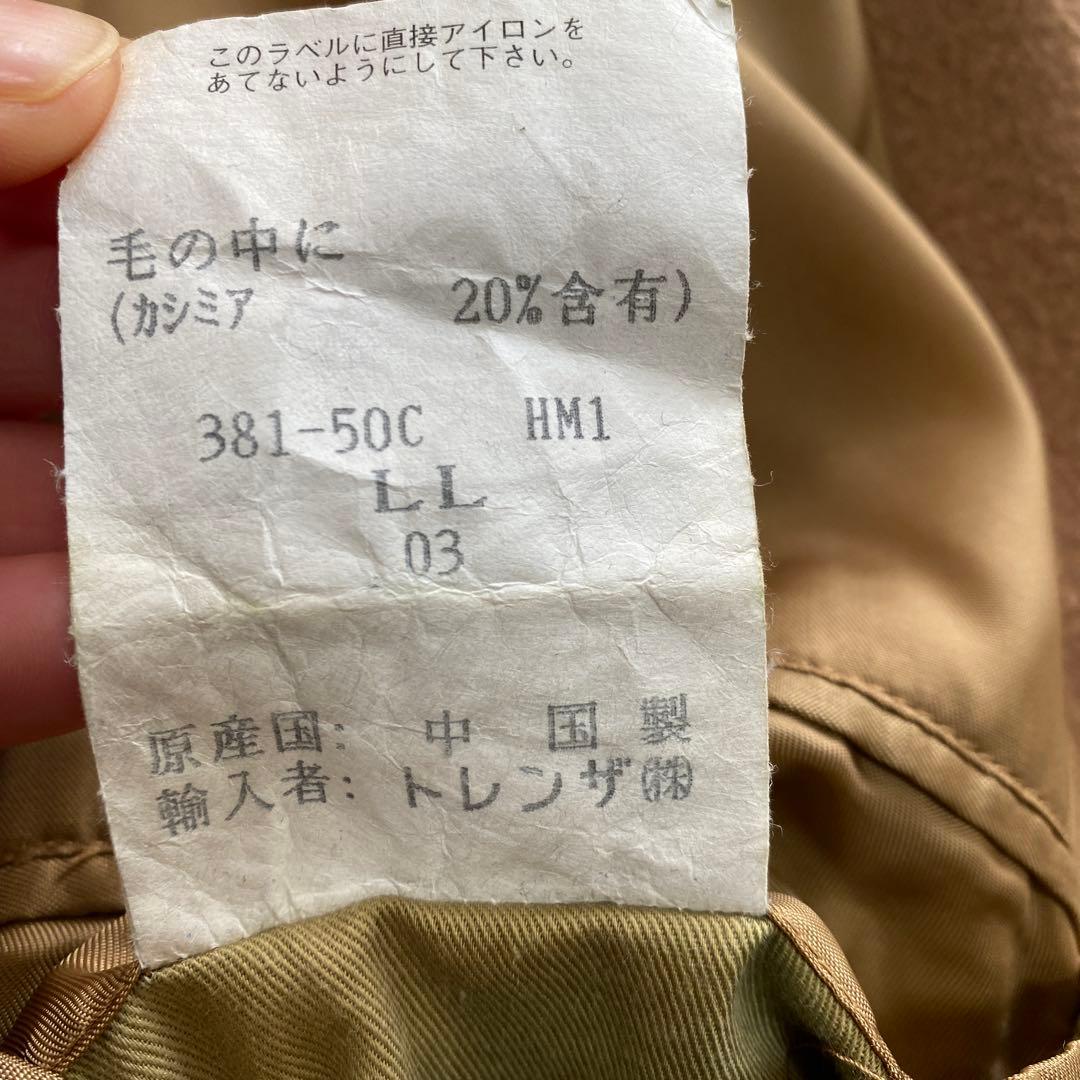 このラベルに直接アイロンを
あてないようにして下さい。
毛の中に
(カシミア 20%含有)
381-50C HM1
LL
03
原産国: 中国製
輸入者: トレンザ㈱